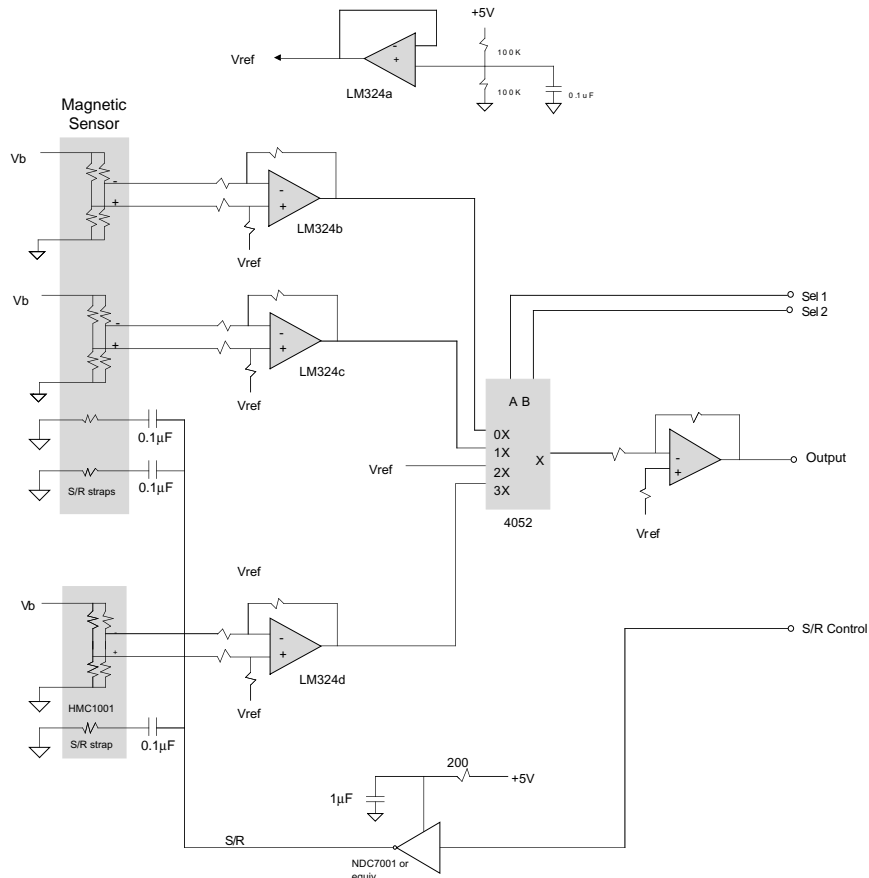 +5V
Vref
-
+
100K
LM324a
100K
0.1uF
Magnetic
Sensor
Vb
-
+
-
+
LM324b
Vref
Vb
-
+
-
+
LM324c
Vref
Sel 1
Sel 2
A B
0X
1X
2X
3X
X
4052
Vref
-
+
Output
Vref
0.1µF
S/R straps
0.1µF
Vref
Vb
-
+
-
+
LM324d
Vref
HMC1001
S/R strap
0.1µF
S/R Control
200
+5V
1µF
S/R
NDC7001 or
equiv